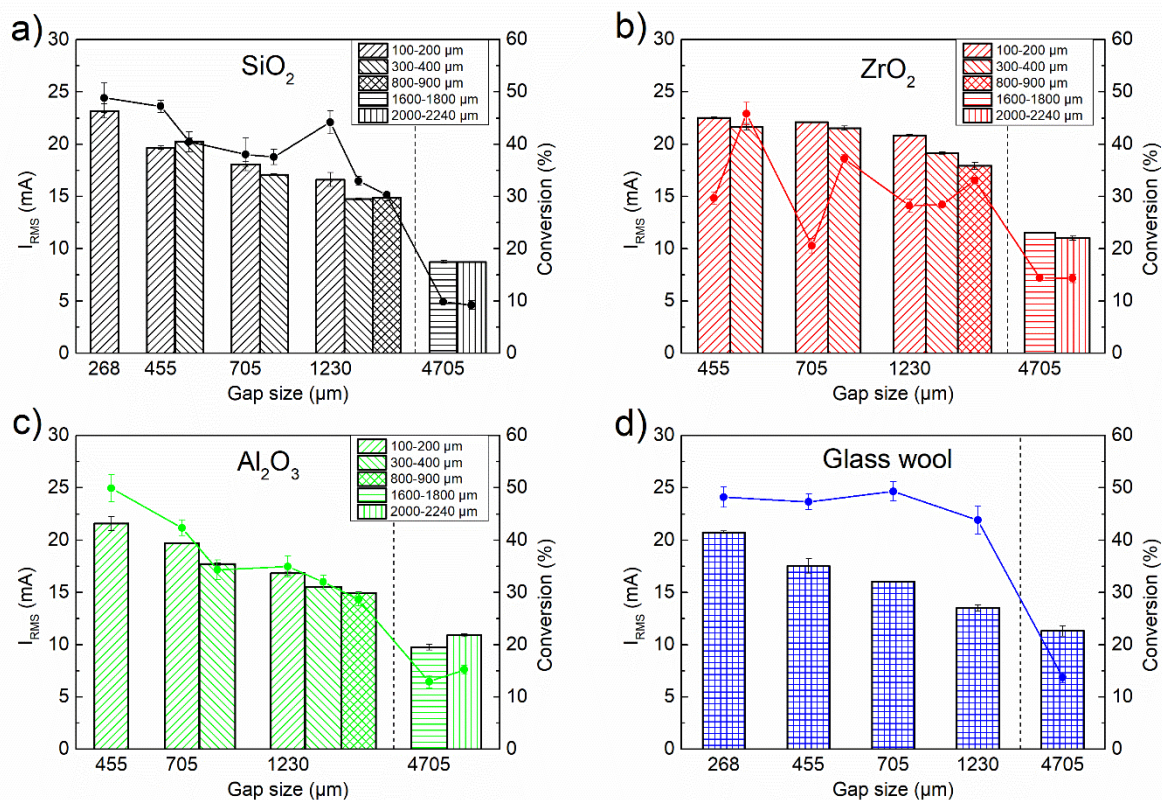 a)
SiO₂
100-200 µm
300-400 µm
800-900 µm
1600-1800 µm
2000-2240 µm
30
25
20
15
10
5
0
I_RMS (mA)
60
50
40
30
20
10
0
Conversion (%)
268 455 705 1230 4705
Gap size (µm)
b)
ZrO₂
100-200 µm
300-400 µm
800-900 µm
1600-1800 µm
2000-2240 µm
30
25
20
15
10
5
0
I_RMS (mA)
60
50
40
30
20
10
0
Conversion (%)
455 705 1230 4705
Gap size (µm)
c)
Al₂O₃
100-200 µm
300-400 µm
800-900 µm
1600-1800 µm
2000-2240 µm
30
25
20
15
10
5
0
I_RMS (mA)
60
50
40
30
20
10
0
Conversion (%)
455 705 1230 4705
Gap size (µm)
d)
Glass wool
30
25
20
15
10
5
0
I_RMS (mA)
60
50
40
30
20
10
0
Conversion (%)
268 455 705 1230 4705
Gap size (µm)